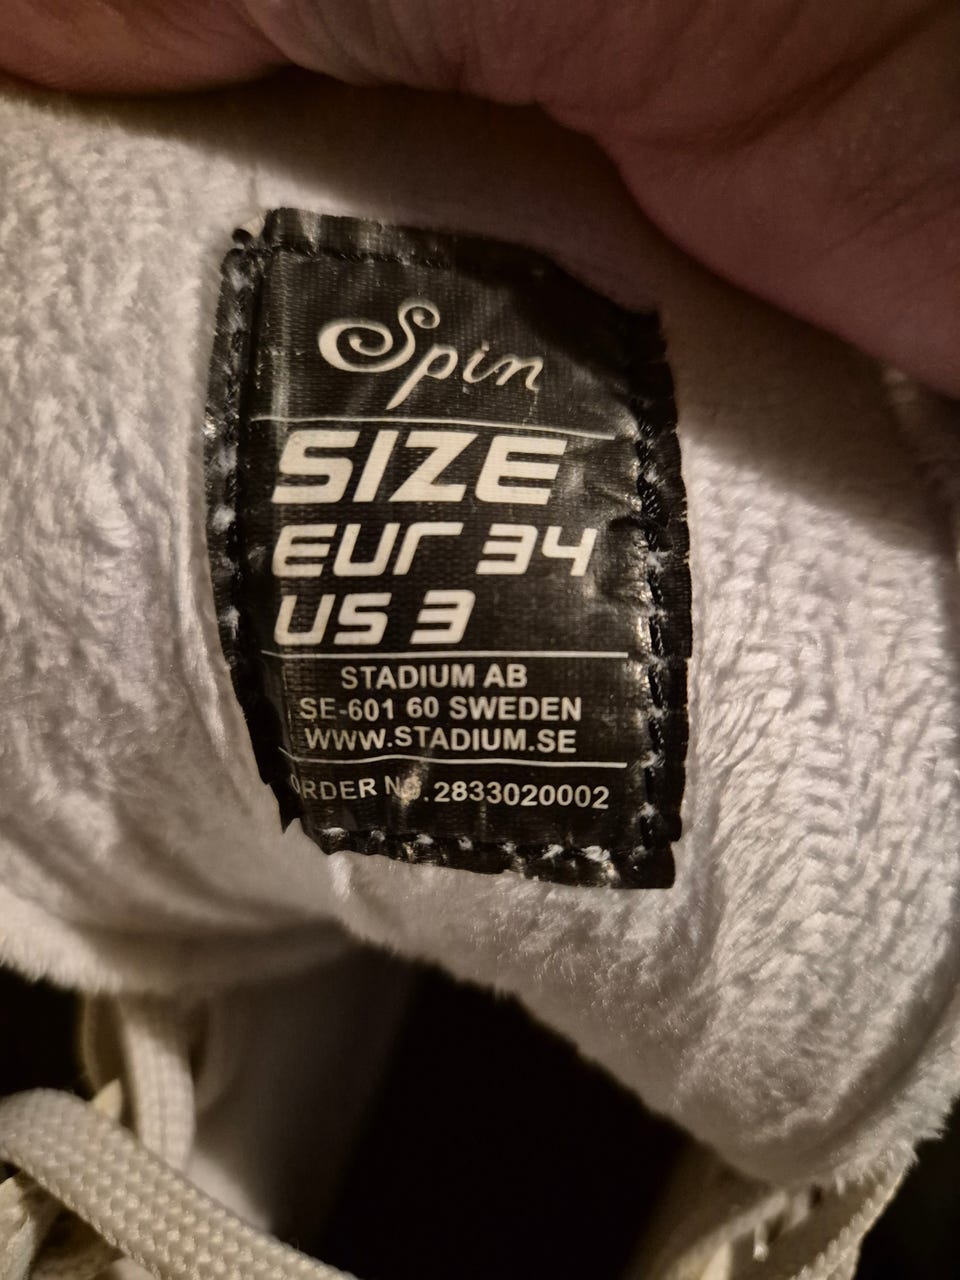 Spin
SIZE
EUR 34
US 3
STADIUM AB
SE-601 60 SWEDEN
WWW.STADIUM.SE
ORDER NO.2833020002